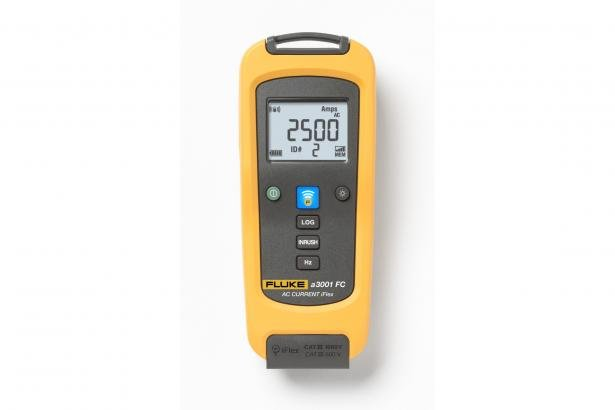 Amps
AC
2500
ID# 2
MEM
LOG
INRUSH
Hz
FLUKE a3001 FC
AC CURRENT iFlex
iFlex
CAT III 1000V
CAT IV 600 V